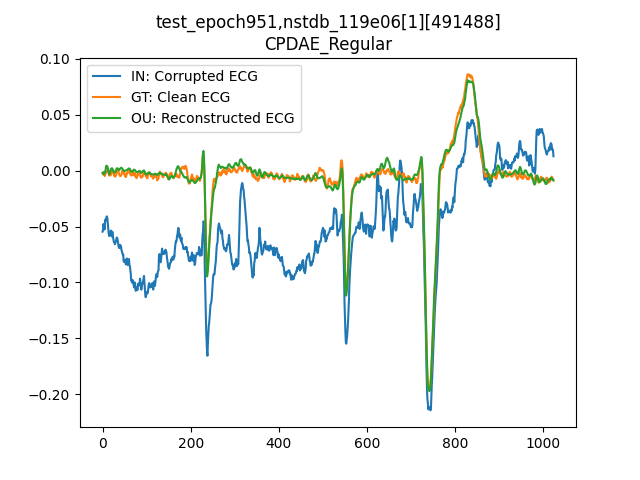 test_epoch951,nstdb_119e06[1][491488]
CPDAE_Regular
IN: Corrupted ECG
GT: Clean ECG
OU: Reconstructed ECG
0.10
0.05
0.00
−0.05
−0.10
−0.15
−0.20
0 200 400 600 800 1000